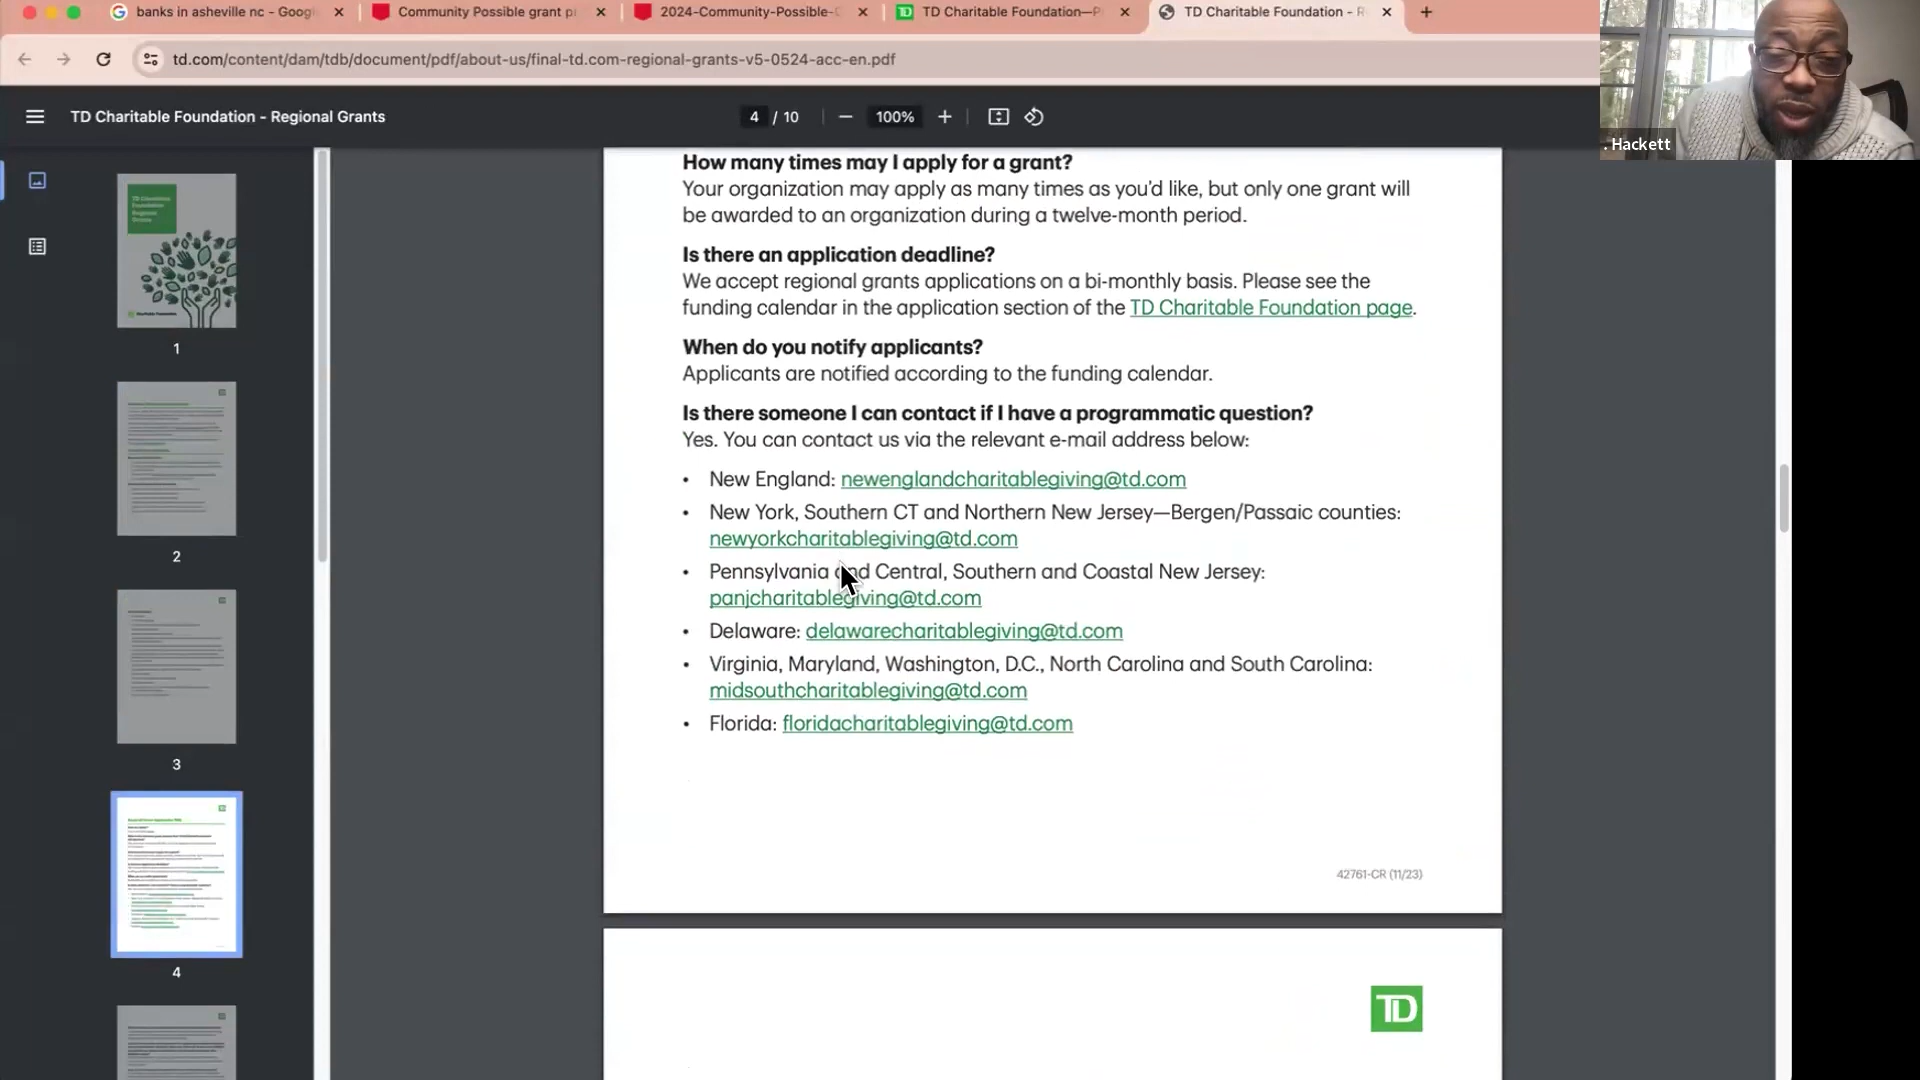 banks in asheville nc - Googl
Community Possible grant p
2024-Community-Possible-
TD Charitable Foundation—P
TD Charitable Foundation - R
td.com/content/dam/tdb/document/pdf/about-us/final-td.com-regional-grants-v5-0524-acc-en.pdf
TD Charitable Foundation - Regional Grants
4 / 10
100%
. Hackett
How many times may I apply for a grant?
Your organization may apply as many times as you'd like, but only one grant will
be awarded to an organization during a twelve-month period.
Is there an application deadline?
We accept regional grants applications on a bi-monthly basis. Please see the
funding calendar in the application section of the TD Charitable Foundation page.
When do you notify applicants?
Applicants are notified according to the funding calendar.
Is there someone I can contact if I have a programmatic question?
Yes. You can contact us via the relevant e-mail address below:
• New England: newenglandcharitablegiving@td.com
• New York, Southern CT and Northern New Jersey—Bergen/Passaic counties:
newyorkcharitablegiving@td.com
• Pennsylvania and Central, Southern and Coastal New Jersey:
panjcharitablegiving@td.com
• Delaware: delawarecharitablegiving@td.com
• Virginia, Maryland, Washington, D.C., North Carolina and South Carolina:
midsouthcharitablegiving@td.com
• Florida: floridacharitablegiving@td.com
42761-CR (11/23)
TD
TD Charitable
Foundation
Regional
Grants
1
2
3
4